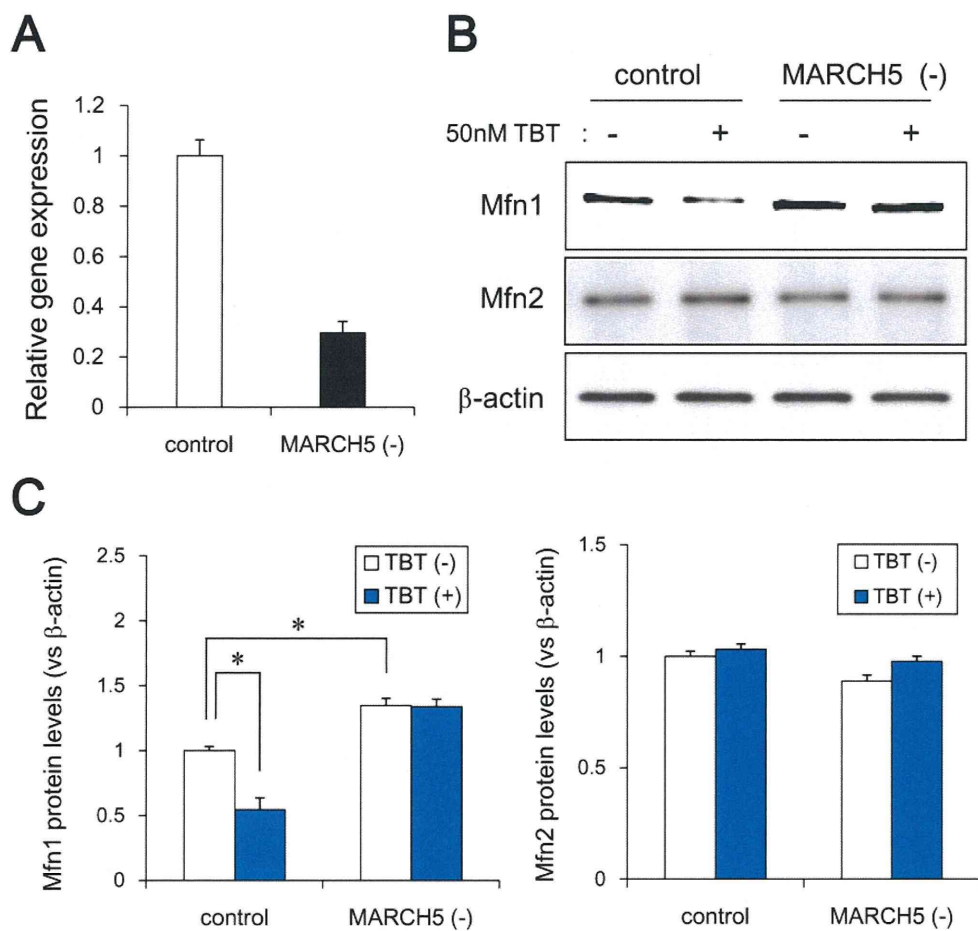 A
Relative gene expression
1.2
1
0.8
0.6
0.4
0.2
0
control
MARCH5 (-)
B
control
MARCH5 (-)
50nM TBT : - + - +
Mfn1
Mfn2
β-actin
C
Mfn1 protein levels (vs β-actin)
2.5
2
1.5
1
0.5
0
TBT (-)
TBT (+)
*
*
control
MARCH5 (-)
Mfn2 protein levels (vs β-actin)
1.5
1
0.5
0
TBT (-)
TBT (+)
control
MARCH5 (-)